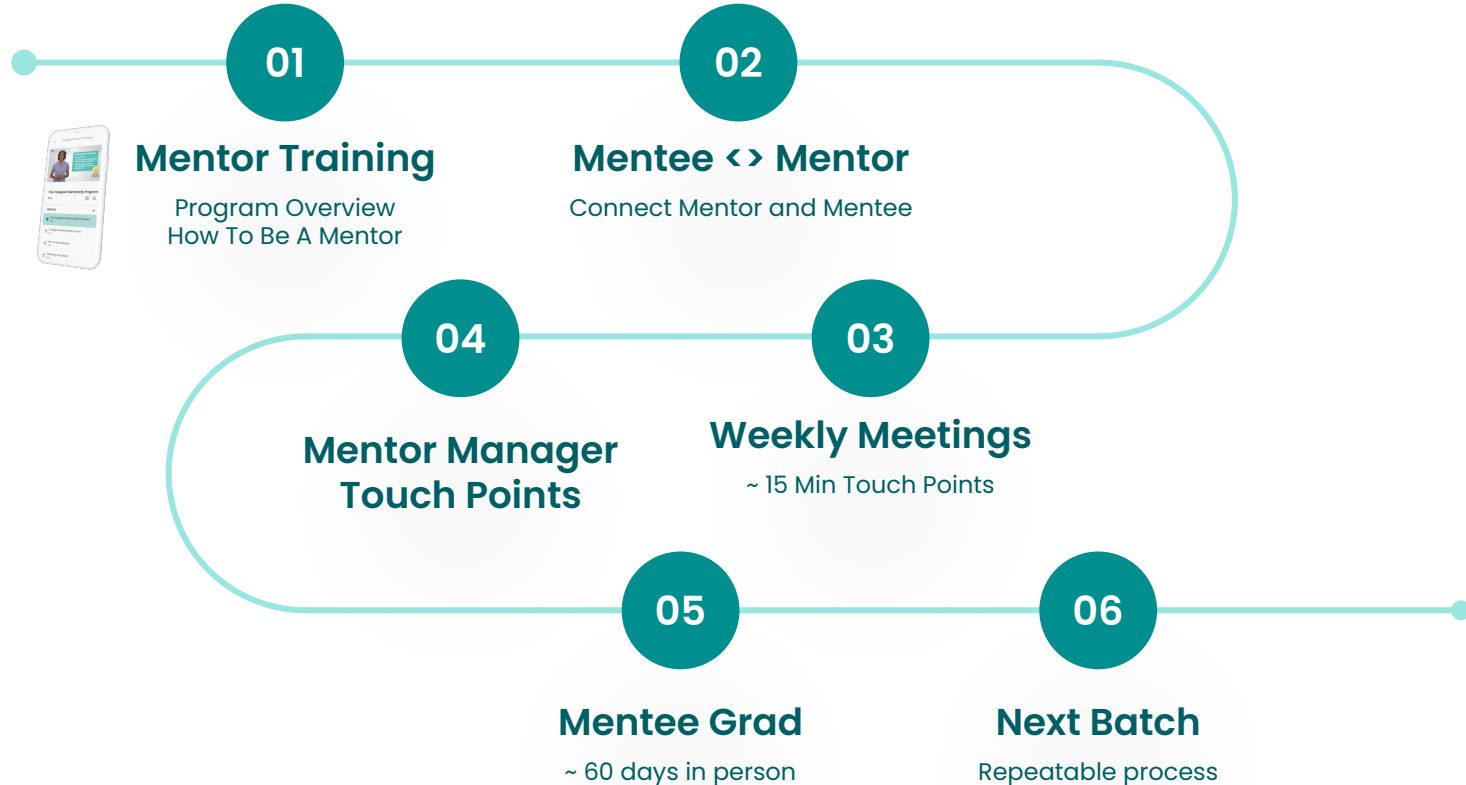 01
Mentor Training
Program Overview
How To Be A Mentor
02
Mentee <> Mentor
Connect Mentor and Mentee
03
Weekly Meetings
~ 15 Min Touch Points
04
Mentor Manager
Touch Points
05
Mentee Grad
~ 60 days in person
06
Next Batch
Repeatable process